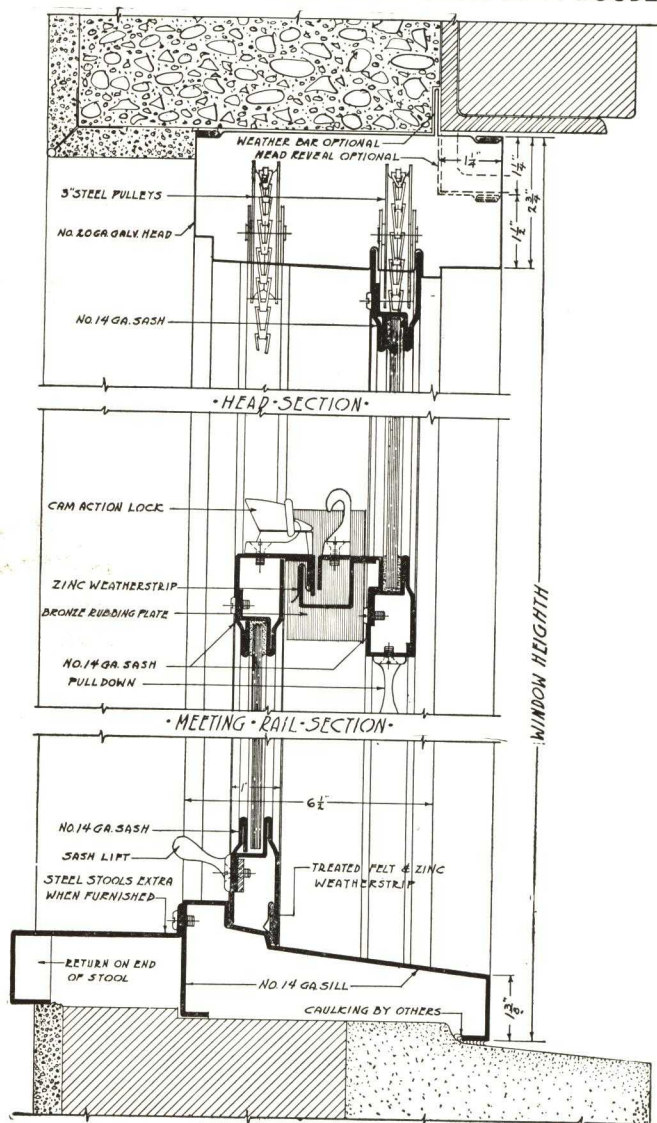 WEATHER BAR OPTIONAL
HEAD REVEAL OPTIONAL
1¼"
1¼"
2¾"
1½"
3" STEEL PULLEYS
NO. 20 GA. GALV. HEAD
NO. 14 GA. SASH
·HEAD·SECTION·
CAM ACTION LOCK
ZINC WEATHERSTRIP
BRONZE RUBBING PLATE
NO. 14 GA. SASH
PULL DOWN
WINDOW HEIGHTH
·MEETING·RAIL·SECTION·
1"
6½"
NO. 14 GA. SASH
SASH LIFT
TREATED FELT & ZINC
WEATHERSTRIP
STEEL STOOLS EXTRA
WHEN FURNISHED
RETURN ON END
OF STOOL
NO. 14 GA SILL
1⅜"
CAULKING BY OTHERS